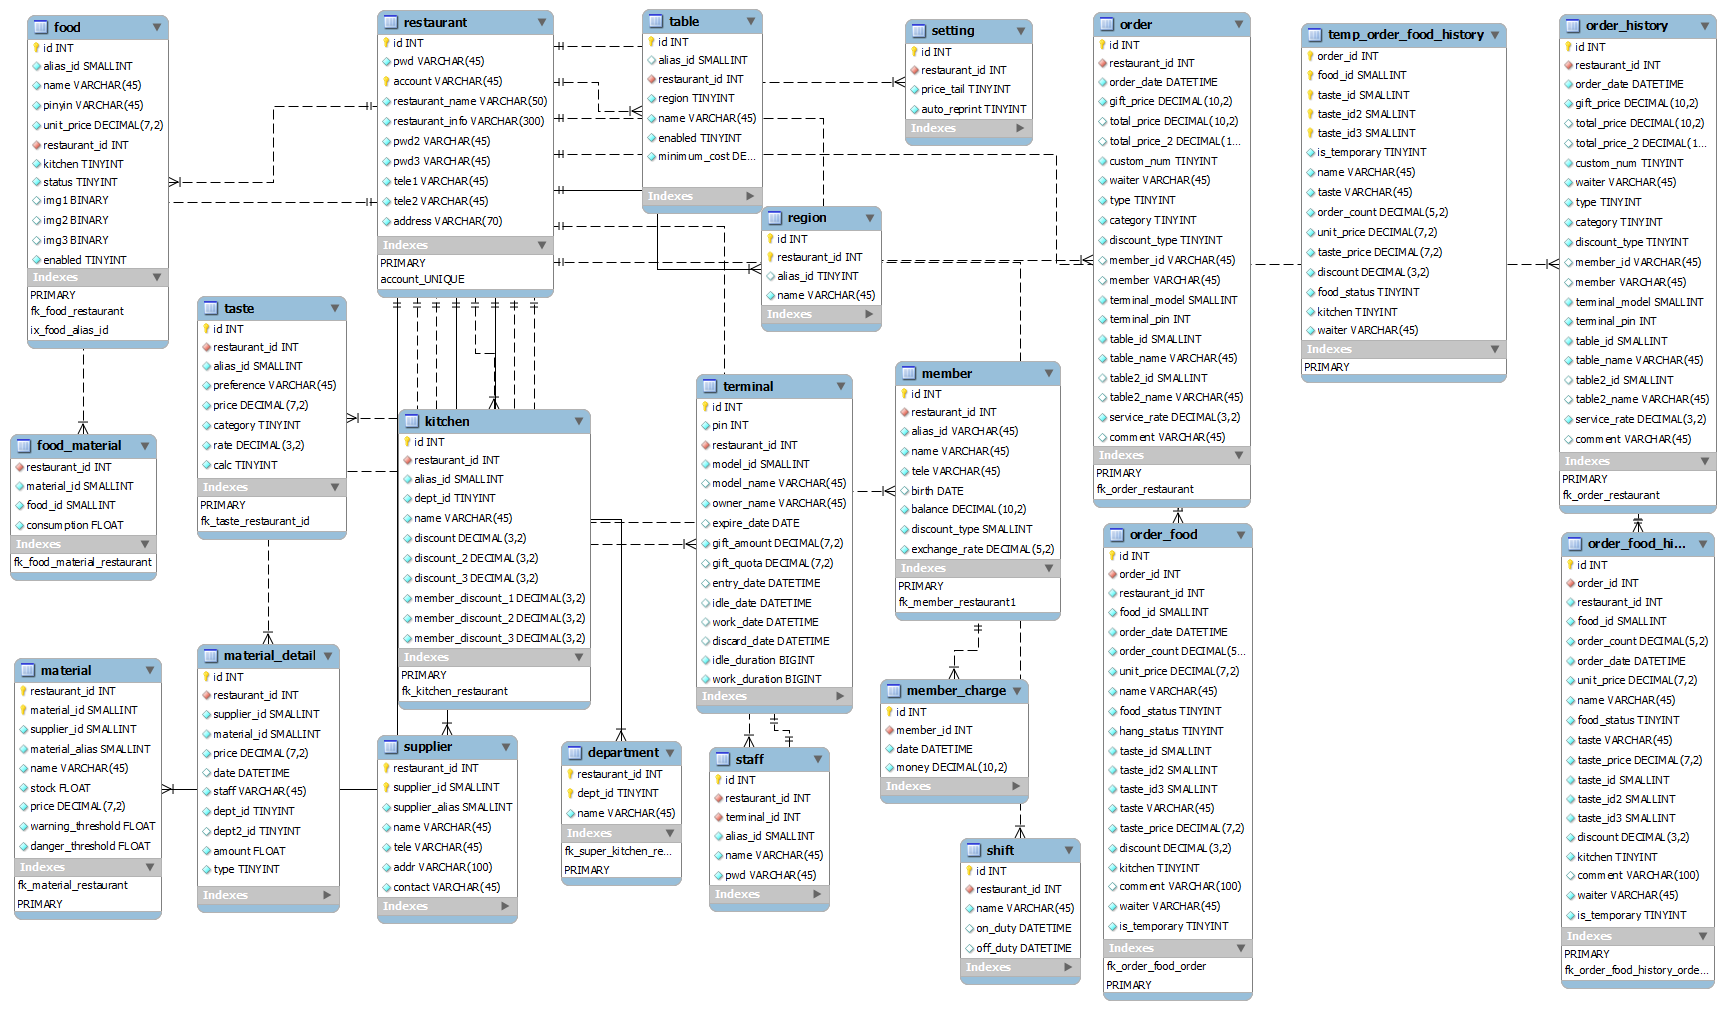 food
id INT
alias_id SMALLINT
name VARCHAR(45)
pinyin VARCHAR(45)
unit_price DECIMAL(7,2)
restaurant_id INT
kitchen TINYINT
status TINYINT
img1 BINARY
img2 BINARY
img3 BINARY
enabled TINYINT
Indexes
PRIMARY
fk_food_restaurant
ix_food_alias_id
restaurant
id INT
pwd VARCHAR(45)
account VARCHAR(45)
restaurant_name VARCHAR(50)
restaurant_info VARCHAR(300)
pwd2 VARCHAR(45)
pwd3 VARCHAR(45)
tele1 VARCHAR(45)
tele2 VARCHAR(45)
address VARCHAR(70)
Indexes
PRIMARY
account_UNIQUE
table
id INT
alias_id SMALLINT
restaurant_id INT
region TINYINT
name VARCHAR(45)
enabled TINYINT
minimum_cost DE...
Indexes
setting
id INT
restaurant_id INT
price_tail TINYINT
auto_reprint TINYINT
Indexes
region
id INT
restaurant_id INT
alias_id TINYINT
name VARCHAR(45)
Indexes
order
id INT
restaurant_id INT
order_date DATETIME
gift_price DECIMAL(10,2)
total_price DECIMAL(10,2)
total_price_2 DECIMAL(1...
custom_num TINYINT
waiter VARCHAR(45)
type TINYINT
category TINYINT
discount_type TINYINT
member_id VARCHAR(45)
member VARCHAR(45)
terminal_model SMALLINT
terminal_pin INT
table_id SMALLINT
table_name VARCHAR(45)
table2_id SMALLINT
table2_name VARCHAR(45)
service_rate DECIMAL(3,2)
comment VARCHAR(45)
Indexes
PRIMARY
fk_order_restaurant
temp_order_food_history
order_id INT
food_id SMALLINT
taste_id SMALLINT
taste_id2 SMALLINT
taste_id3 SMALLINT
is_temporary TINYINT
name VARCHAR(45)
taste VARCHAR(45)
order_count DECIMAL(5,2)
unit_price DECIMAL(7,2)
taste_price DECIMAL(7,2)
discount DECIMAL(3,2)
food_status TINYINT
kitchen TINYINT
waiter VARCHAR(45)
Indexes
PRIMARY
order_history
id INT
restaurant_id INT
order_date DATETIME
gift_price DECIMAL(10,2)
total_price DECIMAL(10,2)
total_price_2 DECIMAL(1...
custom_num TINYINT
waiter VARCHAR(45)
type TINYINT
category TINYINT
discount_type TINYINT
member_id VARCHAR(45)
member VARCHAR(45)
terminal_model SMALLINT
terminal_pin INT
table_id SMALLINT
table_name VARCHAR(45)
table2_id SMALLINT
table2_name VARCHAR(45)
service_rate DECIMAL(3,2)
comment VARCHAR(45)
Indexes
PRIMARY
fk_order_restaurant
taste
id INT
restaurant_id INT
alias_id SMALLINT
preference VARCHAR(45)
price DECIMAL(7,2)
category TINYINT
rate DECIMAL(3,2)
calc TINYINT
Indexes
PRIMARY
fk_taste_restaurant_id
food_material
restaurant_id INT
material_id SMALLINT
food_id SMALLINT
consumption FLOAT
Indexes
fk_food_material_restaurant
kitchen
id INT
restaurant_id INT
alias_id SMALLINT
dept_id TINYINT
name VARCHAR(45)
discount DECIMAL(3,2)
discount_2 DECIMAL(3,2)
discount_3 DECIMAL(3,2)
member_discount_1 DECIMAL(3,2)
member_discount_2 DECIMAL(3,2)
member_discount_3 DECIMAL(3,2)
Indexes
PRIMARY
fk_kitchen_restaurant
terminal
id INT
pin INT
restaurant_id INT
model_id SMALLINT
model_name VARCHAR(45)
owner_name VARCHAR(45)
expire_date DATE
gift_amount DECIMAL(7,2)
gift_quota DECIMAL(7,2)
entry_date DATETIME
idle_date DATETIME
work_date DATETIME
discard_date DATETIME
idle_duration BIGINT
work_duration BIGINT
Indexes
member
id INT
restaurant_id INT
alias_id VARCHAR(45)
name VARCHAR(45)
tele VARCHAR(45)
birth DATE
balance DECIMAL(10,2)
discount_type SMALLINT
exchange_rate DECIMAL(5,2)
Indexes
PRIMARY
fk_member_restaurant1
order_food
id INT
order_id INT
restaurant_id INT
food_id SMALLINT
order_date DATETIME
order_count DECIMAL(5...
unit_price DECIMAL(7,2)
name VARCHAR(45)
food_status TINYINT
hang_status TINYINT
taste_id SMALLINT
taste_id2 SMALLINT
taste_id3 SMALLINT
taste VARCHAR(45)
taste_price DECIMAL(7,2)
discount DECIMAL(3,2)
kitchen TINYINT
comment VARCHAR(100)
waiter VARCHAR(45)
is_temporary TINYINT
Indexes
fk_order_food_order
PRIMARY
order_food_hi...
id INT
order_id INT
restaurant_id INT
food_id SMALLINT
order_count DECIMAL(5,2)
order_date DATETIME
unit_price DECIMAL(7,2)
name VARCHAR(45)
food_status TINYINT
taste VARCHAR(45)
taste_price DECIMAL(7,2)
taste_id SMALLINT
taste_id2 SMALLINT
taste_id3 SMALLINT
discount DECIMAL(3,2)
kitchen TINYINT
comment VARCHAR(100)
waiter VARCHAR(45)
is_temporary TINYINT
Indexes
PRIMARY
fk_order_food_history_orde...
material
restaurant_id INT
material_id SMALLINT
supplier_id SMALLINT
material_alias SMALLINT
name VARCHAR(45)
stock FLOAT
price DECIMAL(7,2)
warning_threshold FLOAT
danger_threshold FLOAT
Indexes
fk_material_restaurant
PRIMARY
material_detail
id INT
restaurant_id INT
supplier_id SMALLINT
material_id SMALLINT
price DECIMAL(7,2)
date DATETIME
staff VARCHAR(45)
dept_id TINYINT
dept2_id TINYINT
amount FLOAT
type TINYINT
Indexes
supplier
restaurant_id INT
supplier_id SMALLINT
supplier_alias SMALLINT
name VARCHAR(45)
tele VARCHAR(45)
addr VARCHAR(100)
contact VARCHAR(45)
Indexes
department
restaurant_id INT
dept_id TINYINT
name VARCHAR(45)
Indexes
fk_super_kitchen_re...
PRIMARY
staff
id INT
restaurant_id INT
terminal_id INT
alias_id SMALLINT
name VARCHAR(45)
pwd VARCHAR(45)
Indexes
member_charge
id INT
member_id INT
date DATETIME
money DECIMAL(10,2)
Indexes
shift
id INT
restaurant_id INT
name VARCHAR(45)
on_duty DATETIME
off_duty DATETIME
Indexes